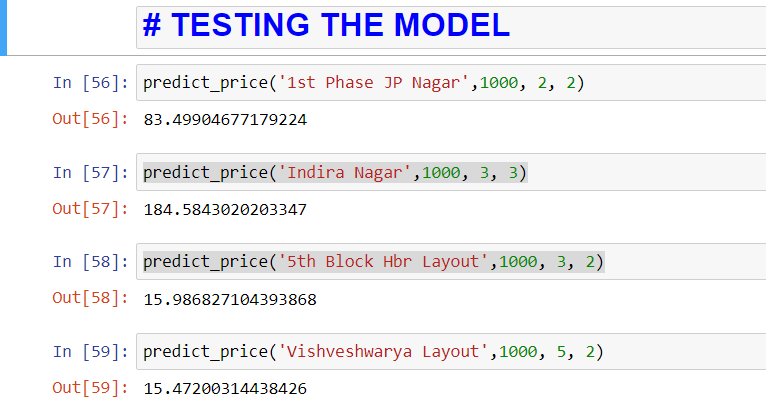 # TESTING THE MODEL
In [56]: predict_price('1st Phase JP Nagar',1000, 2, 2)
Out[56]: 83.49904677179224
In [57]: predict_price('Indira Nagar',1000, 3, 3)
Out[57]: 184.5843020203347
In [58]: predict_price('5th Block Hbr Layout',1000, 3, 2)
Out[58]: 15.986827104393868
In [59]: predict_price('Vishveshwarya Layout',1000, 5, 2)
Out[59]: 15.47200314438426